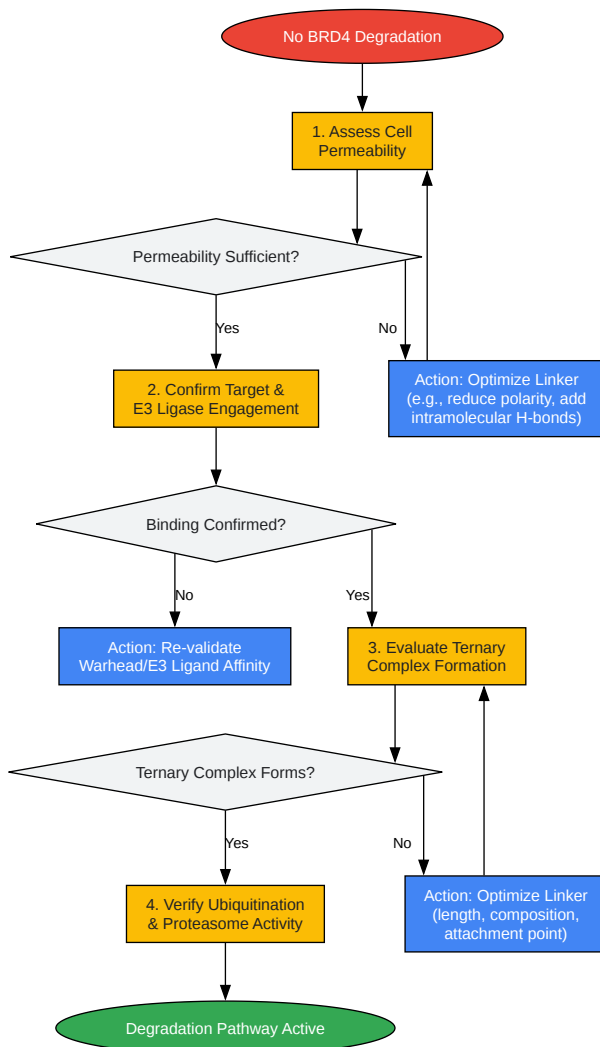 No BRD4 Degradation
1. Assess Cell
Permeability
Permeability Sufficient?
Yes
No
2. Confirm Target &
E3 Ligase Engagement
Action: Optimize Linker
(e.g., reduce polarity, add
intramolecular H-bonds)
Binding Confirmed?
No
Yes
Action: Re-validate
Warhead/E3 Ligand Affinity
3. Evaluate Ternary
Complex Formation
Ternary Complex Forms?
Yes
No
4. Verify Ubiquitination
& Proteasome Activity
Action: Optimize Linker
(length, composition,
attachment point)
Degradation Pathway Active